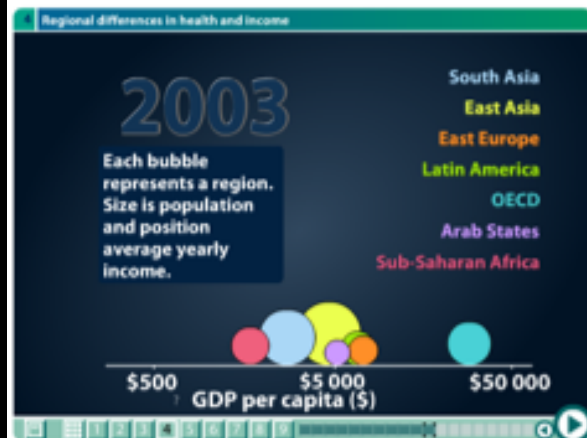 4 Regional differences in health and income
2003
Each bubble
represents a region.
Size is population
and position
average yearly
income.
South Asia
East Asia
East Europe
Latin America
OECD
Arab States
Sub-Saharan Africa
$500 $5 000 $50 000
? GDP per capita ($)
1 2 3 4 5 6 7 8 9